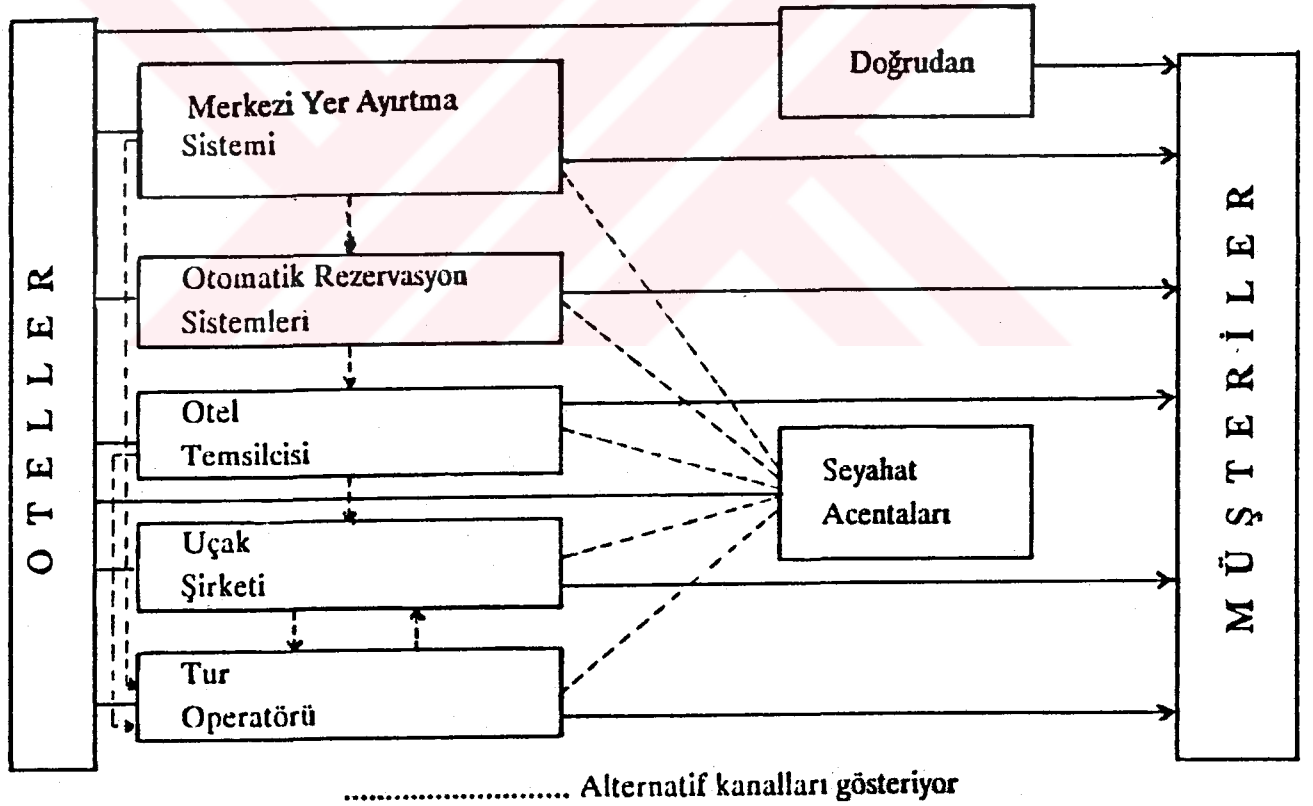 OTELLER
Doğrudan
Merkezi Yer Ayırtma
Sistemi
Otomatik Rezervasyon
Sistemleri
Otel
Temsilcisi
Seyahat
Acentaları
Uçak
Şirketi
Tur
Operatörü
MÜŞTERİLER
........................... Alternatif kanalları gösteriyor